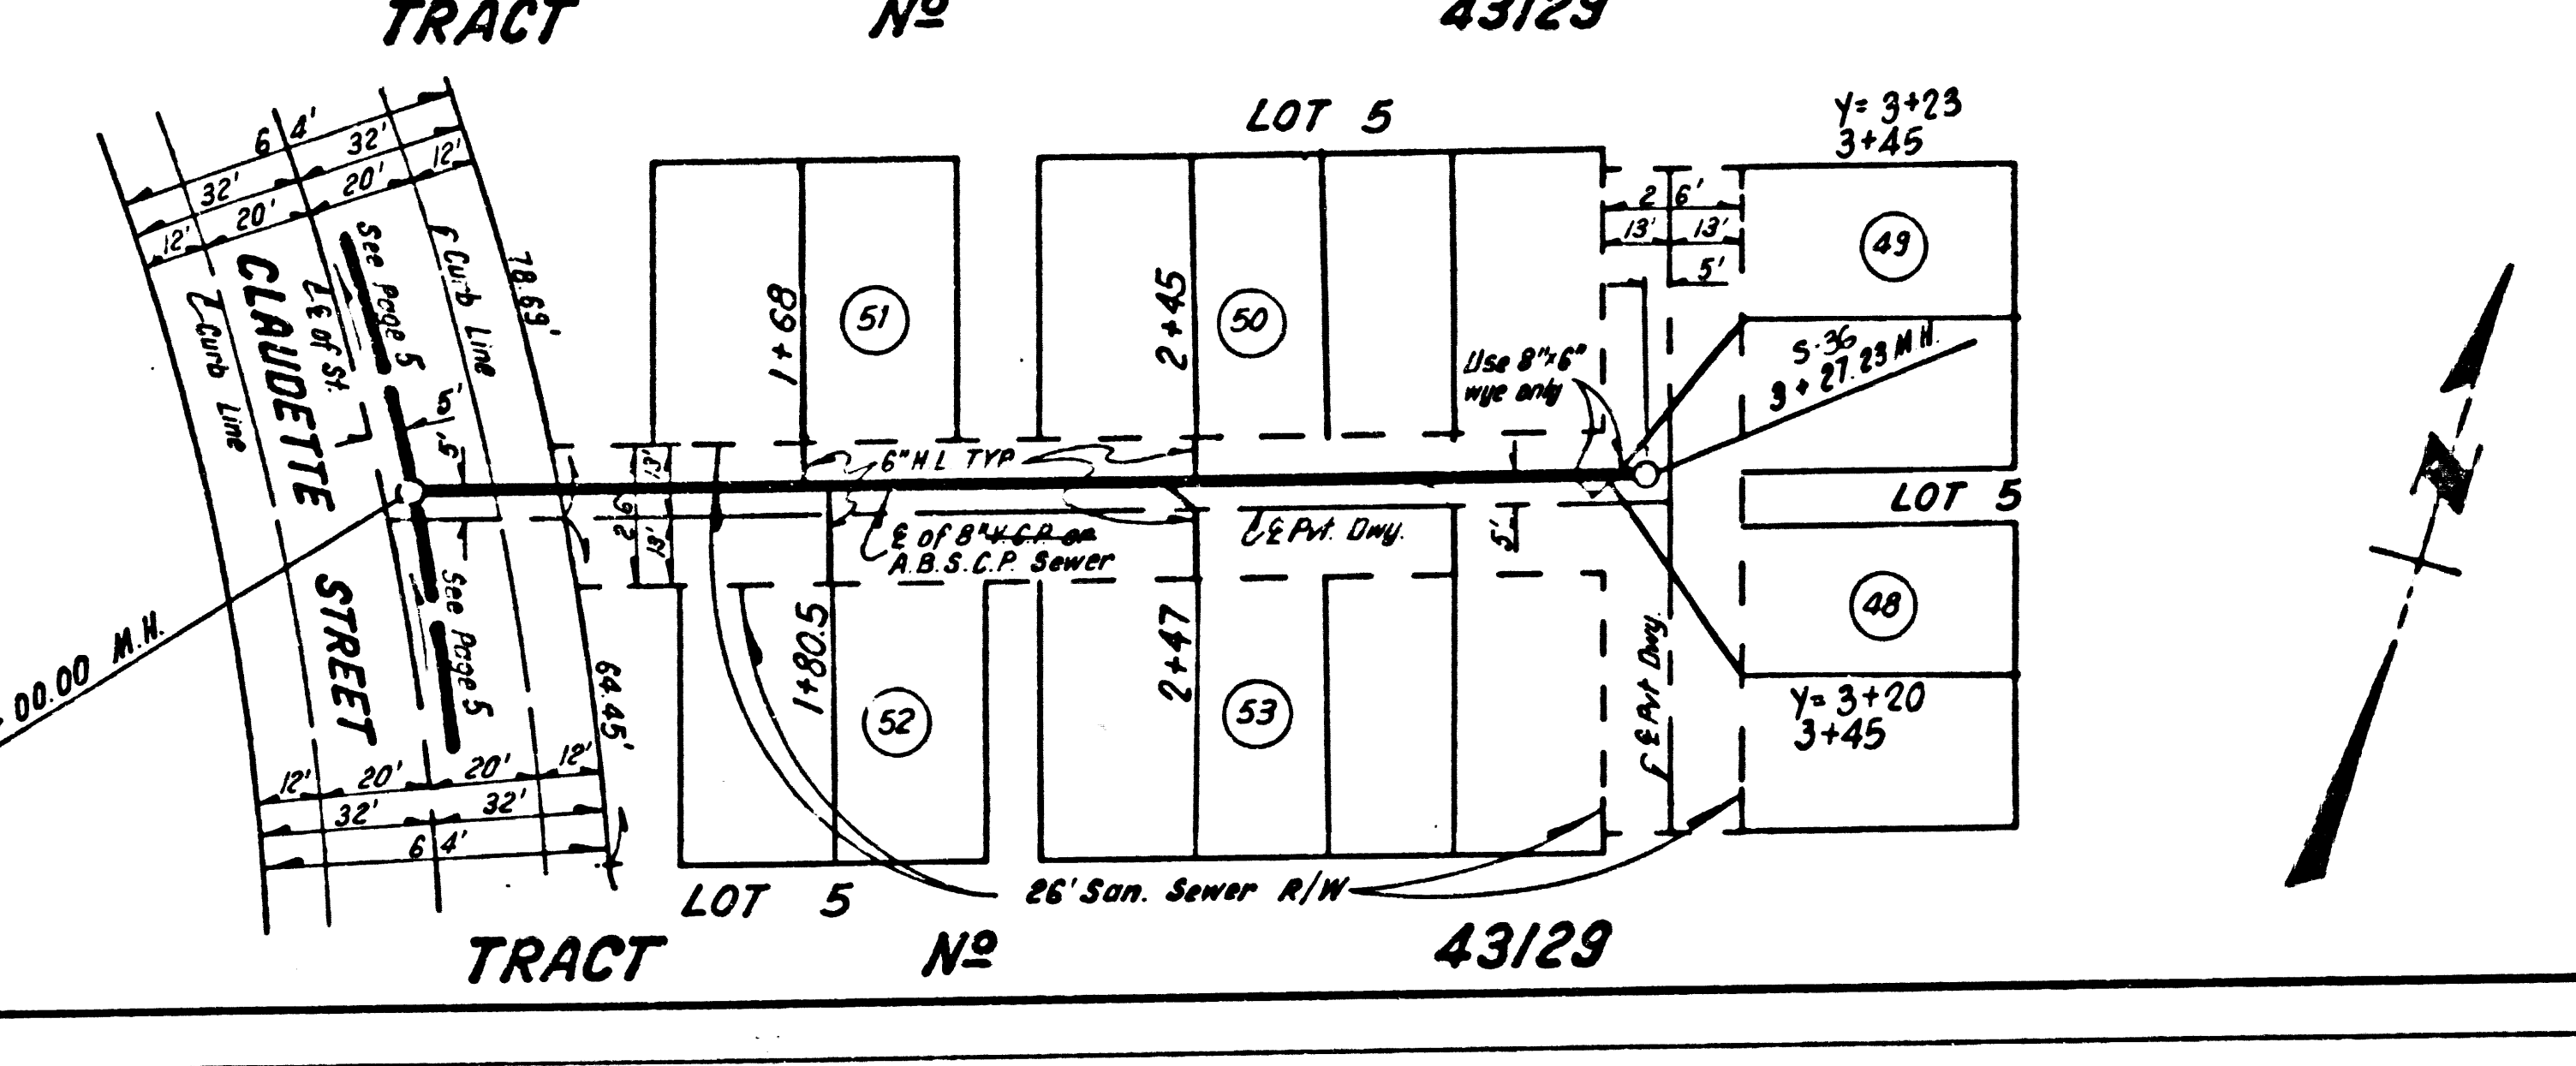 TRACT Nº 43129
LOT 5
Y= 3+23
3+45
6 4'
32' 32'
12' 20' 20' 12'
See Page 5
Curb Line
78.69'
CLAUDETTE
℄ of St.
Curb Line
5'
5'
1+68
51
2+45
50
2 6'
13' 13'
5'
49
Use 8"x6"
wye only
S-36
3+27.23 M.H.
6" H L TYP
13'
26'
13'
℄ of 8" V.C.P. or
A.B.S.C.P. Sewer
℄ Pvt. Dwy.
5'
LOT 5
00.00 M.H.
STREET
See Page 5
64.45'
1+80.5
52
2+47
53
℄ Pvt Dwy.
48
Y= 3+20
3+45
12' 20' 20' 12'
32' 32'
6 4'
LOT 5
26' San. Sewer R/W
TRACT Nº 43129
N